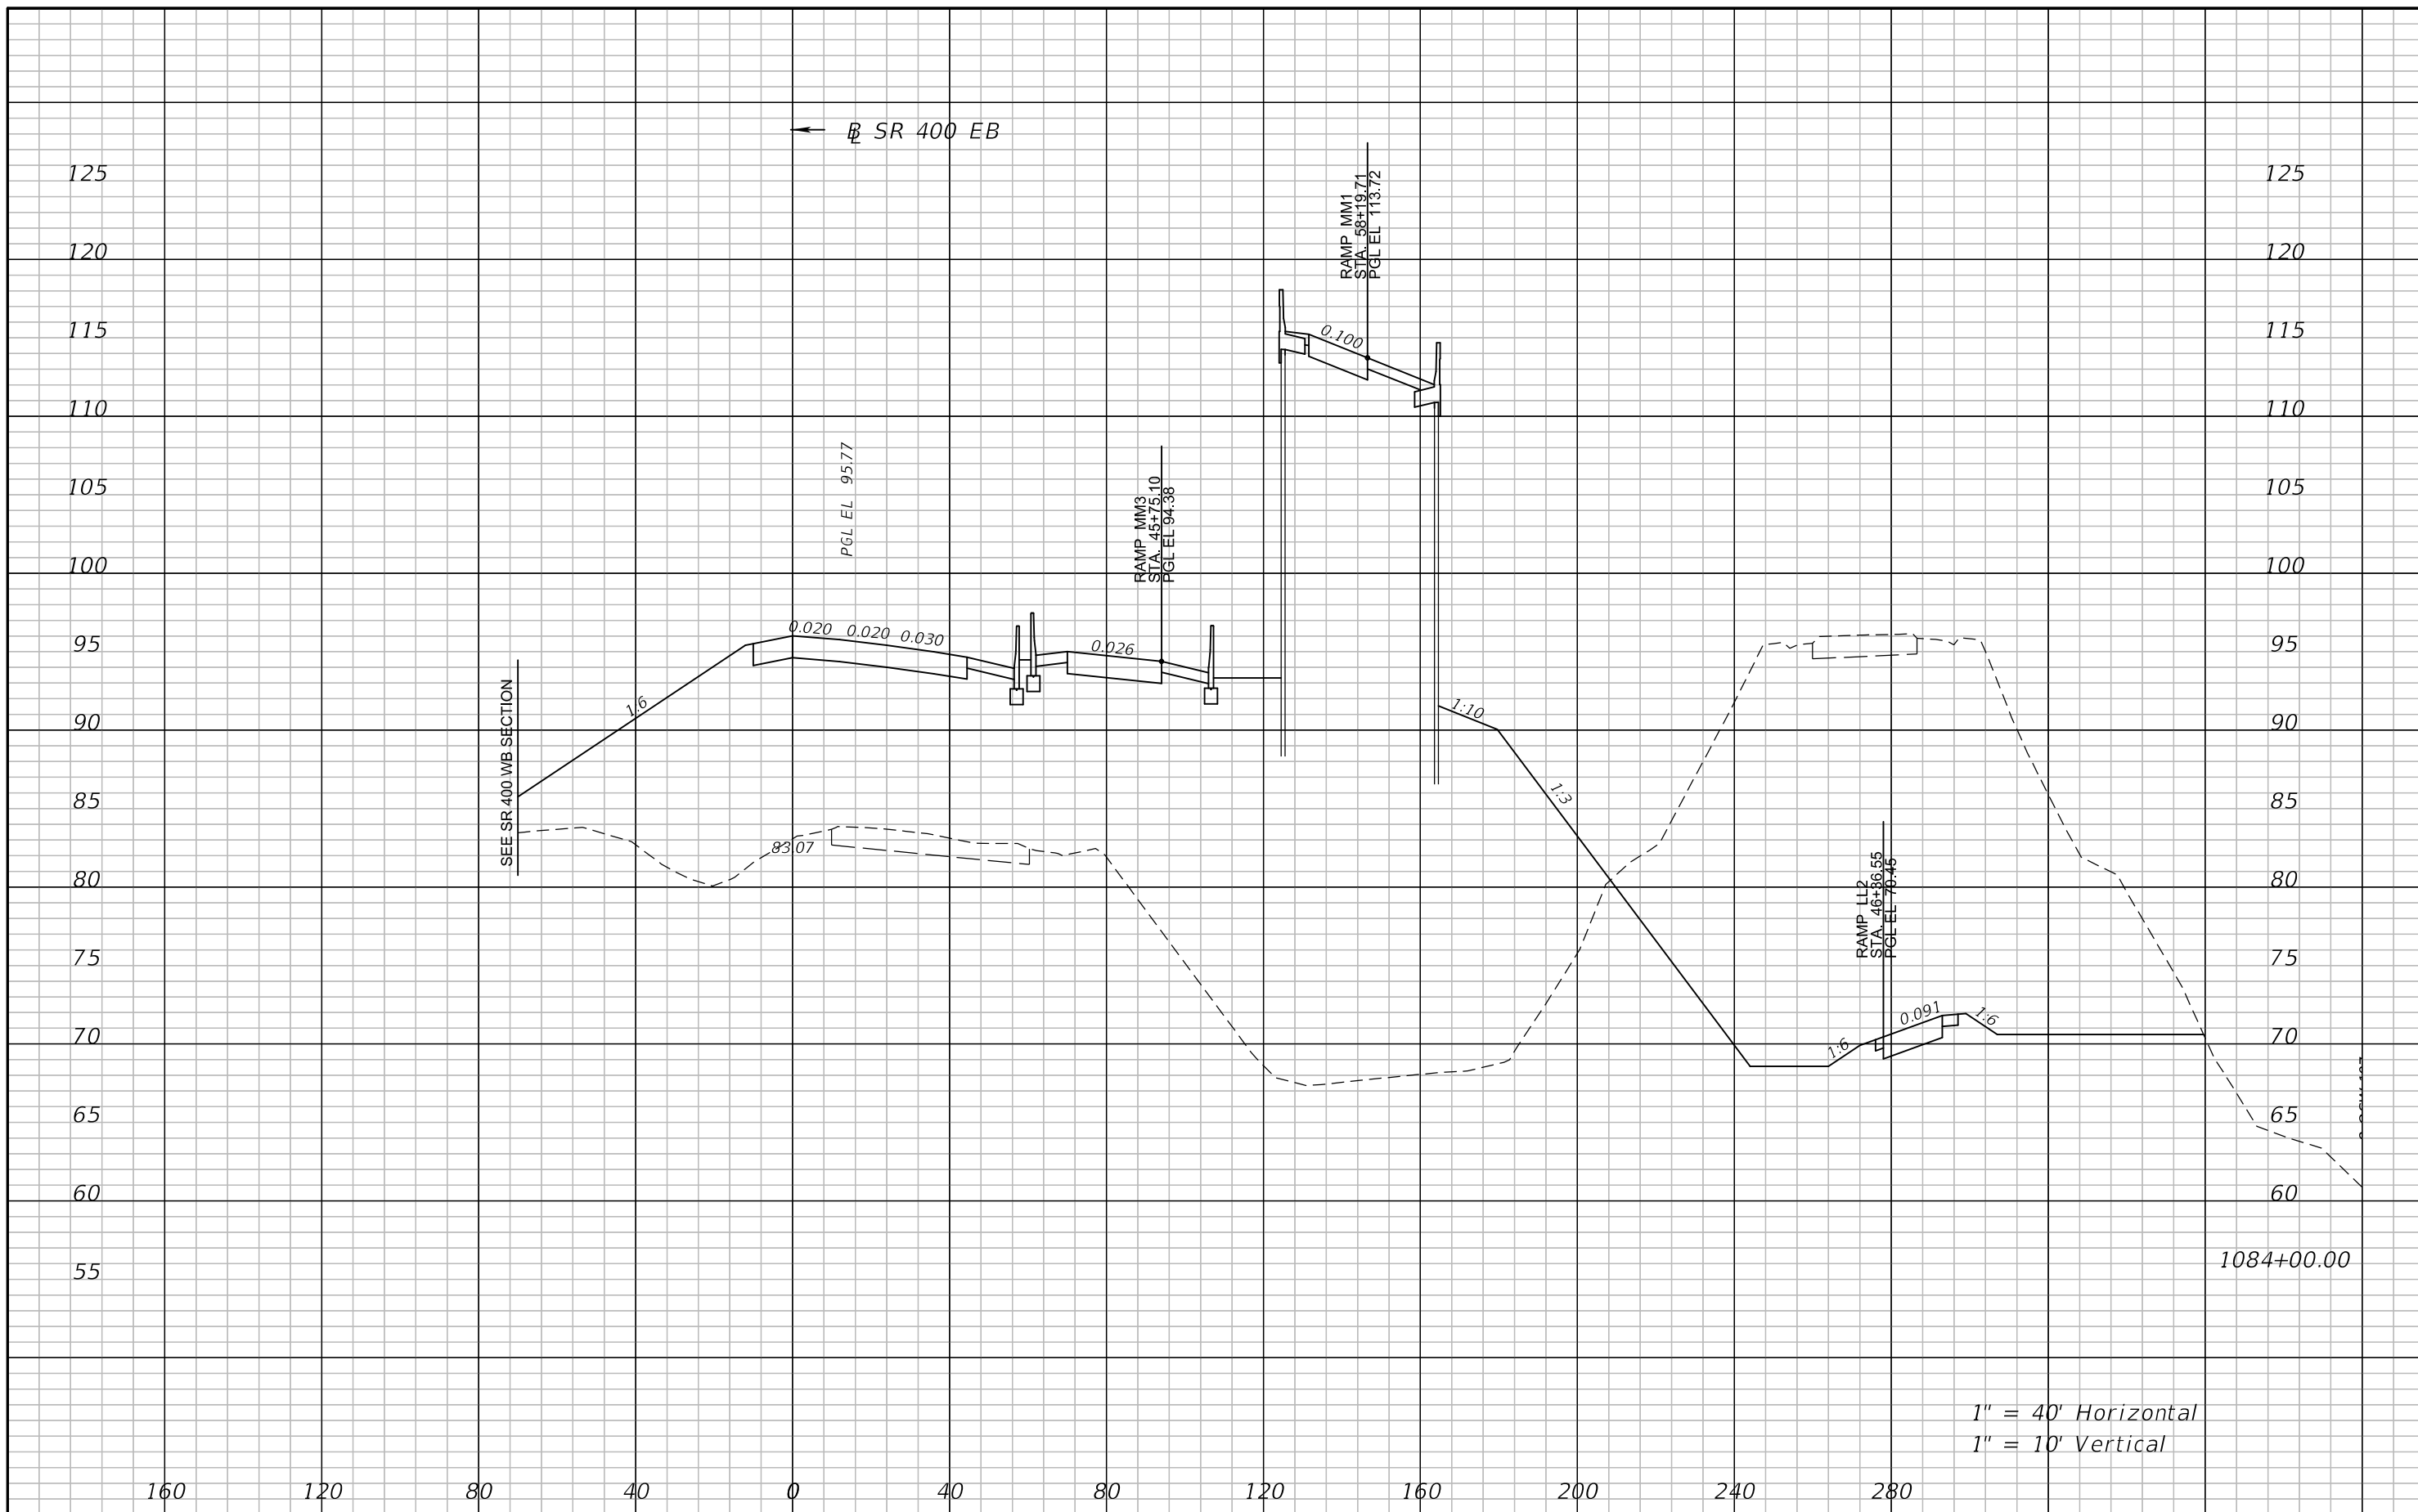 B SR 400 EB
125 125
RAMP MM1
STA. 58+19.71
PGL EL 113.72
120 120
115 115
0.100
110 110
PGL EL 95.77
105 105
RAMP MM3
STA. 45+75.10
PGL EL 94.38
100 100
0.020 0.020 0.030
0.026
95 95
SEE SR 400 WB SECTION
1:6
1:10
90 90
1:3
85 85
83.07
RAMP LL2
STA. 46+36.55
PGL EL 70.45
80 80
75 75
0.091
1:6
1:6
70 70
65 65
60 60
55
1084+00.00
1" = 40' Horizontal
1" = 10' Vertical
160 120 80 40 0 40 80 120 160 200 240 280